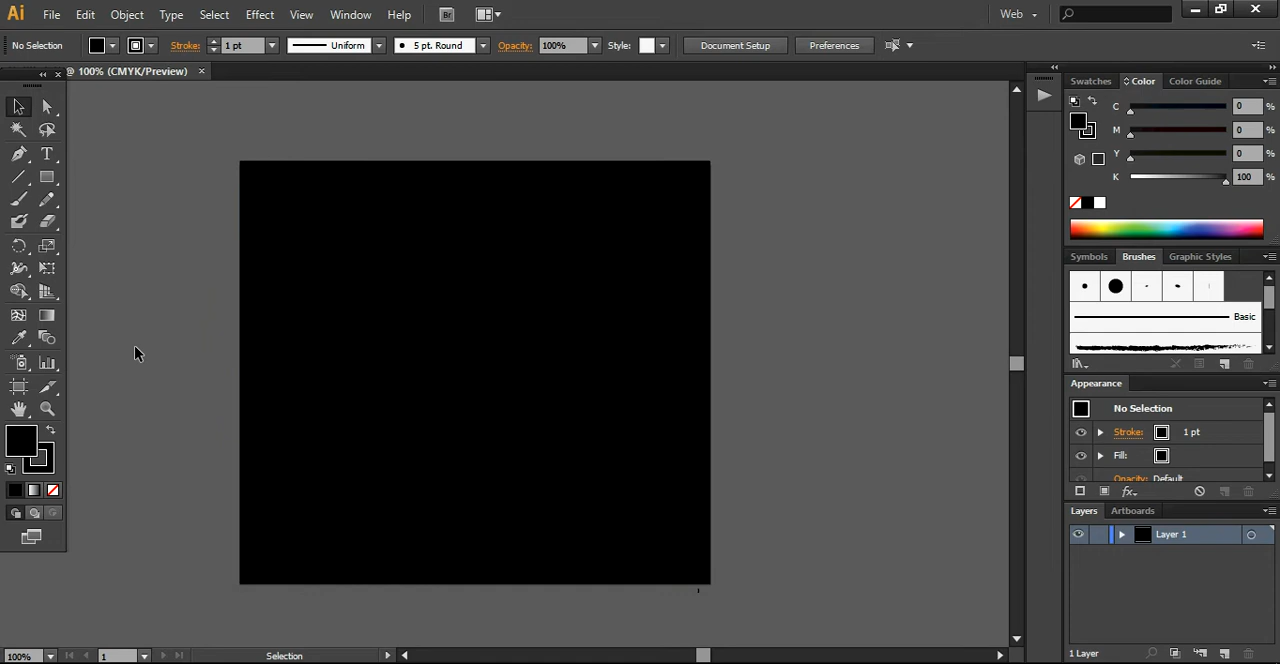 Ai File Edit Object Type Select Effect View Window Help Br Web
No Selection Stroke: 1 pt Uniform 5 pt. Round Opacity: 100% Style: Document Setup Preferences
@ 100% (CMYK/Preview)
Swatches Color Color Guide
C 0 %
M 0 %
Y 0 %
K 100 %
Symbols Brushes Graphic Styles
Basic
Appearance
No Selection
Stroke: 1 pt
Fill:
Opacity: Default
fx
Layers Artboards
Layer 1
1 Layer
T
100% 1 Selection